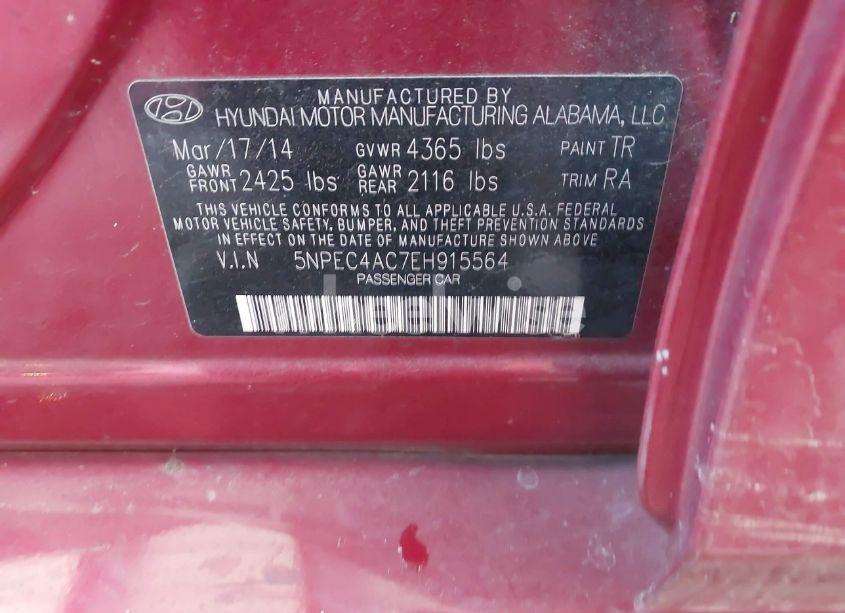 MANUFACTURED BY
HYUNDAI MOTOR MANUFACTURING ALABAMA, LLC
Mar/17/14 GVWR 4365 lbs PAINT TR
GAWR FRONT 2425 lbs GAWR REAR 2116 lbs TRIM RA
THIS VEHICLE CONFORMS TO ALL APPLICABLE U.S.A. FEDERAL
MOTOR VEHICLE SAFETY, BUMPER, AND THEFT PREVENTION STANDARDS
IN EFFECT ON THE DATE OF MANUFACTURE SHOWN ABOVE.
V.I.N 5NPEC4AC7EH915564
PASSENGER CAR